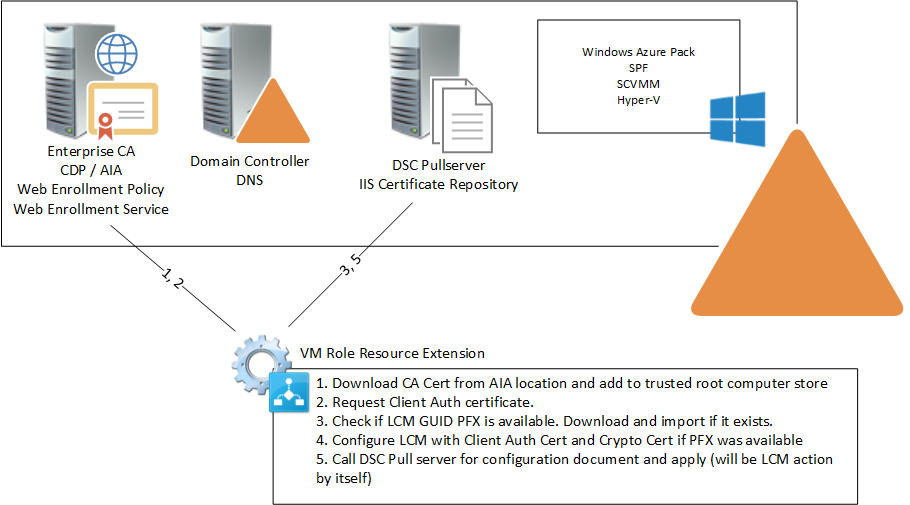 Windows Azure Pack
SPF
SCVMM
Hyper-V
Enterprise CA
CDP / AIA
Web Enrollment Policy
Web Enrollment Service
Domain Controller
DNS
DSC Pullserver
IIS Certificate Repository
1, 2
3, 5
VM Role Resource Extension
1. Download CA Cert from AIA location and add to trusted root computer store
2. Request Client Auth certificate.
3. Check if LCM GUID PFX is available. Download and import if it exists.
4. Configure LCM with Client Auth Cert and Crypto Cert if PFX was available
5. Call DSC Pull server for configuration document and apply (will be LCM action
by itself)